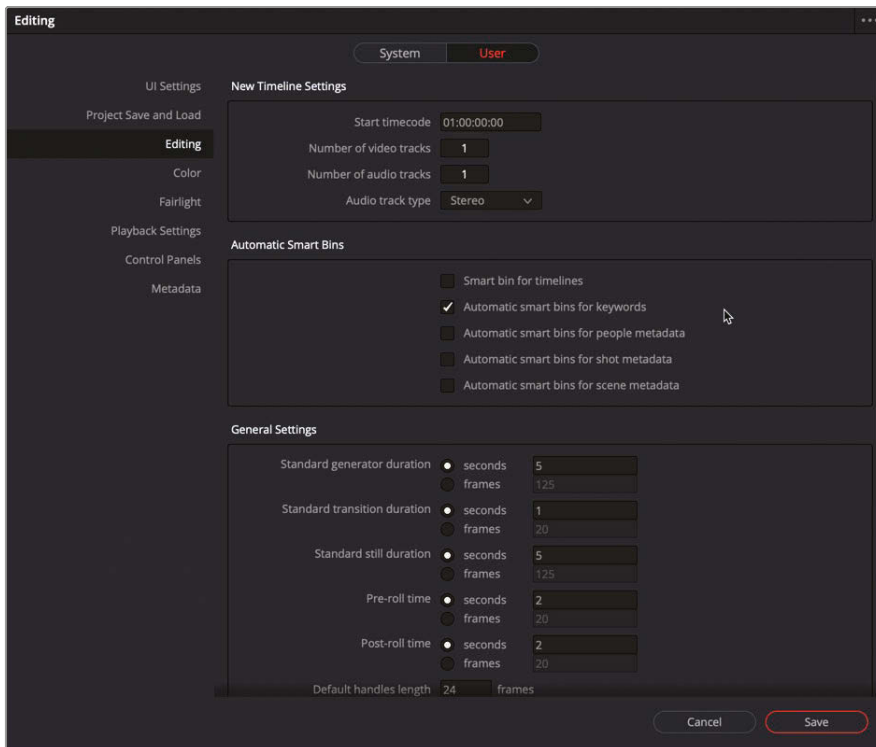 Editing
System User
UI Settings
Project Save and Load
Editing
Color
Fairlight
Playback Settings
Control Panels
Metadata
New Timeline Settings
Start timecode 01:00:00:00
Number of video tracks 1
Number of audio tracks 1
Audio track type Stereo
Automatic Smart Bins
Smart bin for timelines
Automatic smart bins for keywords
Automatic smart bins for people metadata
Automatic smart bins for shot metadata
Automatic smart bins for scene metadata
General Settings
Standard generator duration seconds 5
frames 125
Standard transition duration seconds 1
frames 20
Standard still duration seconds 5
frames 125
Pre-roll time seconds 2
frames 20
Post-roll time seconds 2
frames 20
Default handles length 24 frames
Cancel Save